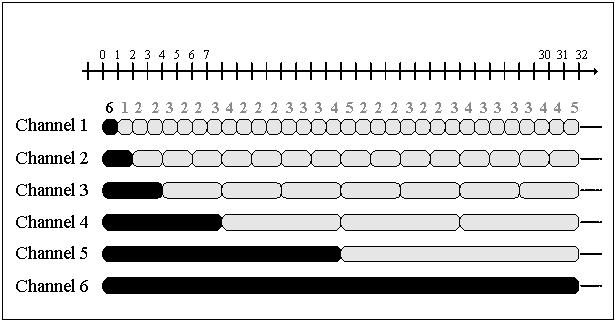 0 1 2 3 4 5 6 7 30 31 32
6 1 2 2 3 2 2 3 4 2 2 2 3 3 3 4 5 2 2 2 3 2 2 3 4 3 3 3 3 4 4 5
Channel 1
Channel 2
Channel 3
Channel 4
Channel 5
Channel 6